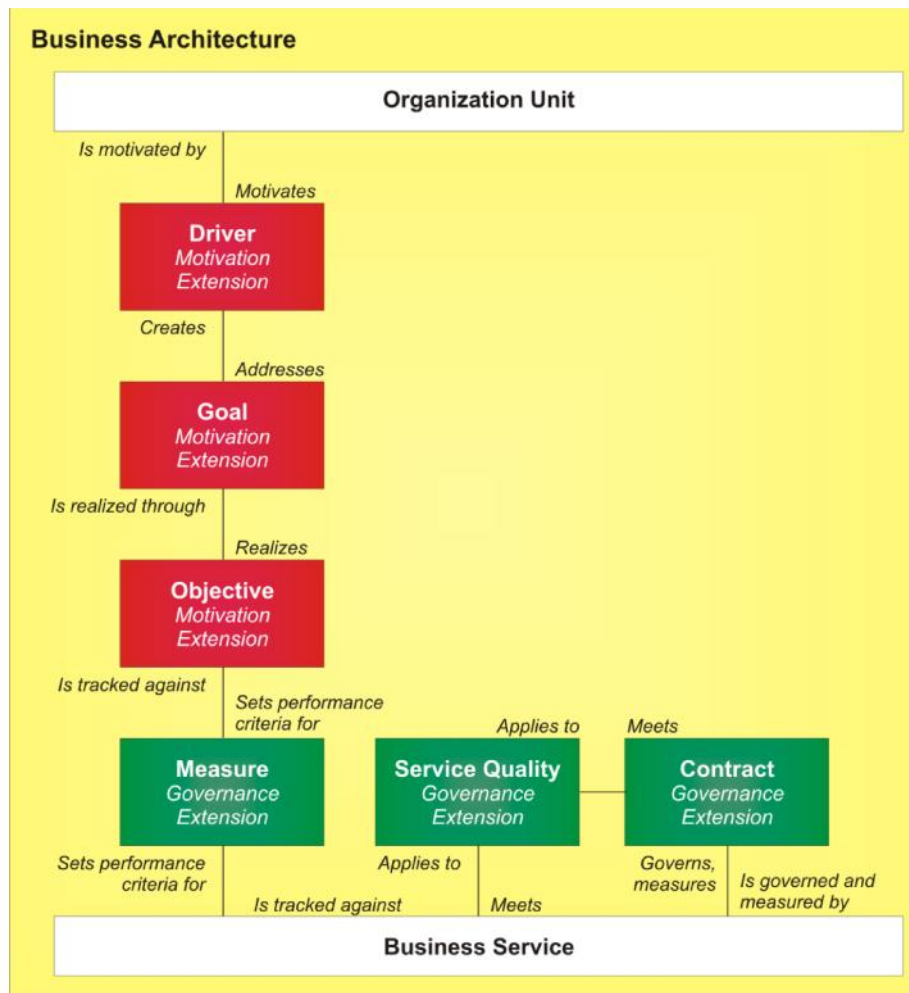 Business Architecture
Organization Unit
Is motivated by
Motivates
Driver
Motivation
Extension
Creates
Addresses
Goal
Motivation
Extension
Is realized through
Realizes
Objective
Motivation
Extension
Is tracked against
Sets performance
criteria for
Applies to
Meets
Measure
Governance
Extension
Service Quality
Governance
Extension
Contract
Governance
Extension
Sets performance
criteria for
Is tracked against
Applies to
Meets
Governs,
measures
Is governed and
measured by
Business Service